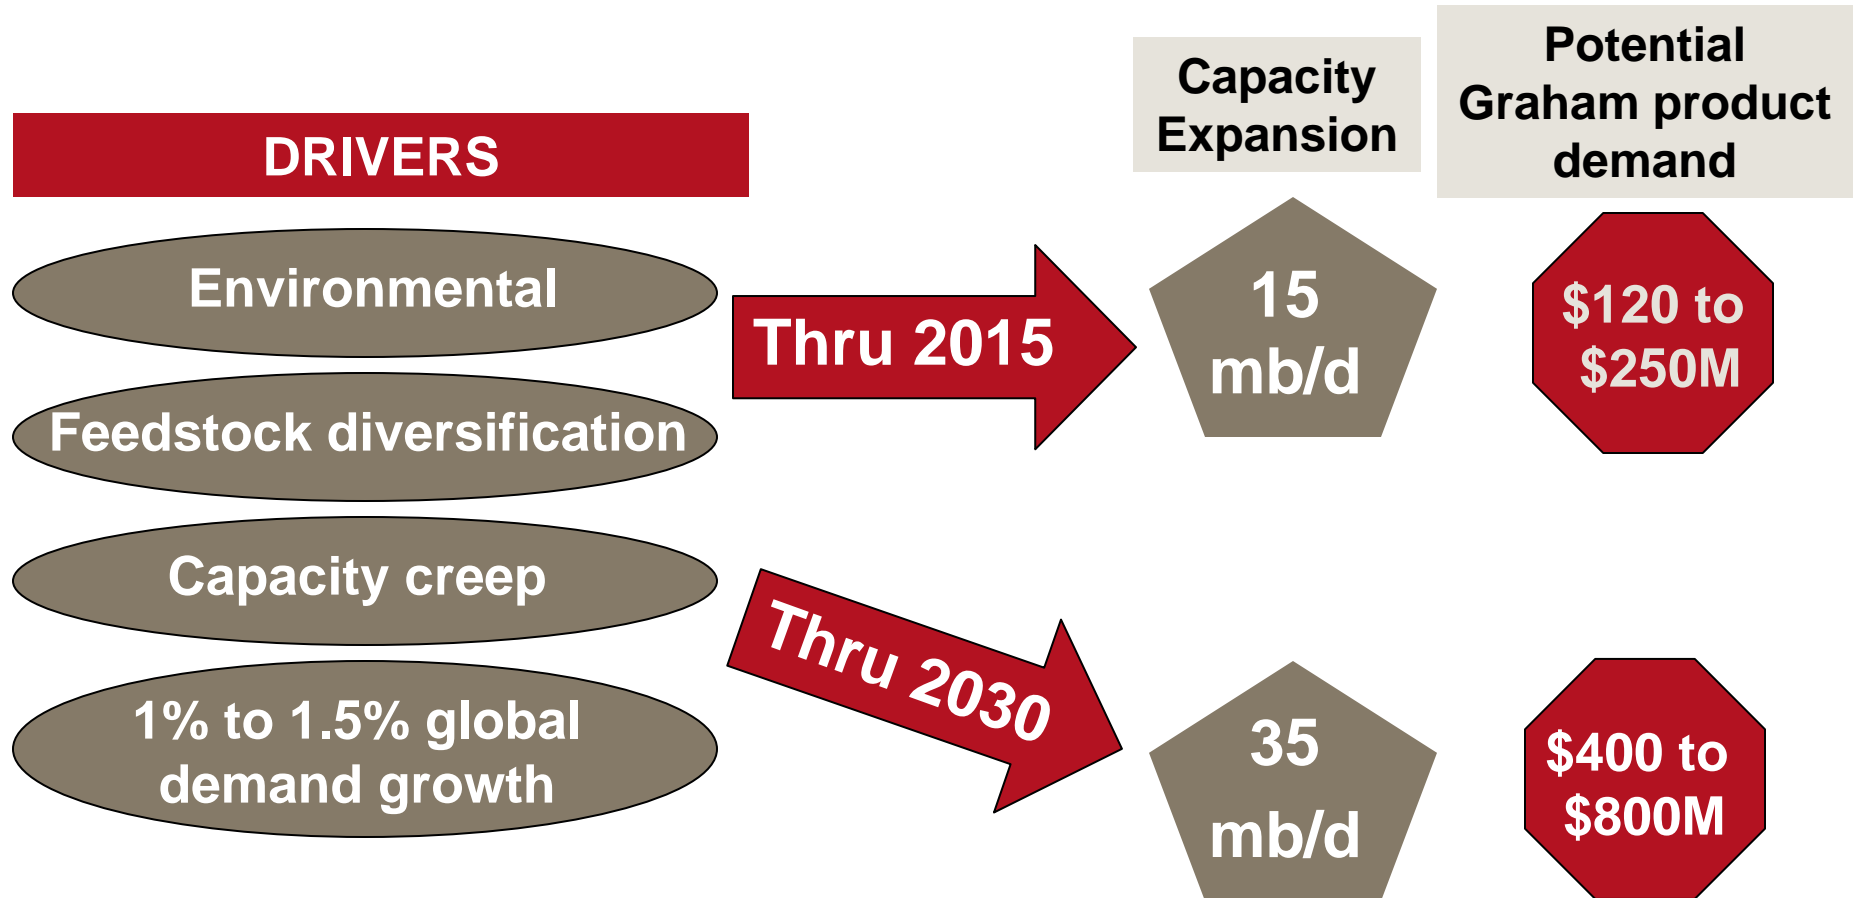 DRIVERS
Environmental
Feedstock diversification
Capacity creep
1% to 1.5% global
demand growth
Thru 2015
Thru 2030
Capacity
Expansion
15
mb/d
35
mb/d
Potential
Graham product
demand
$120 to
$250M
$400 to
$800M